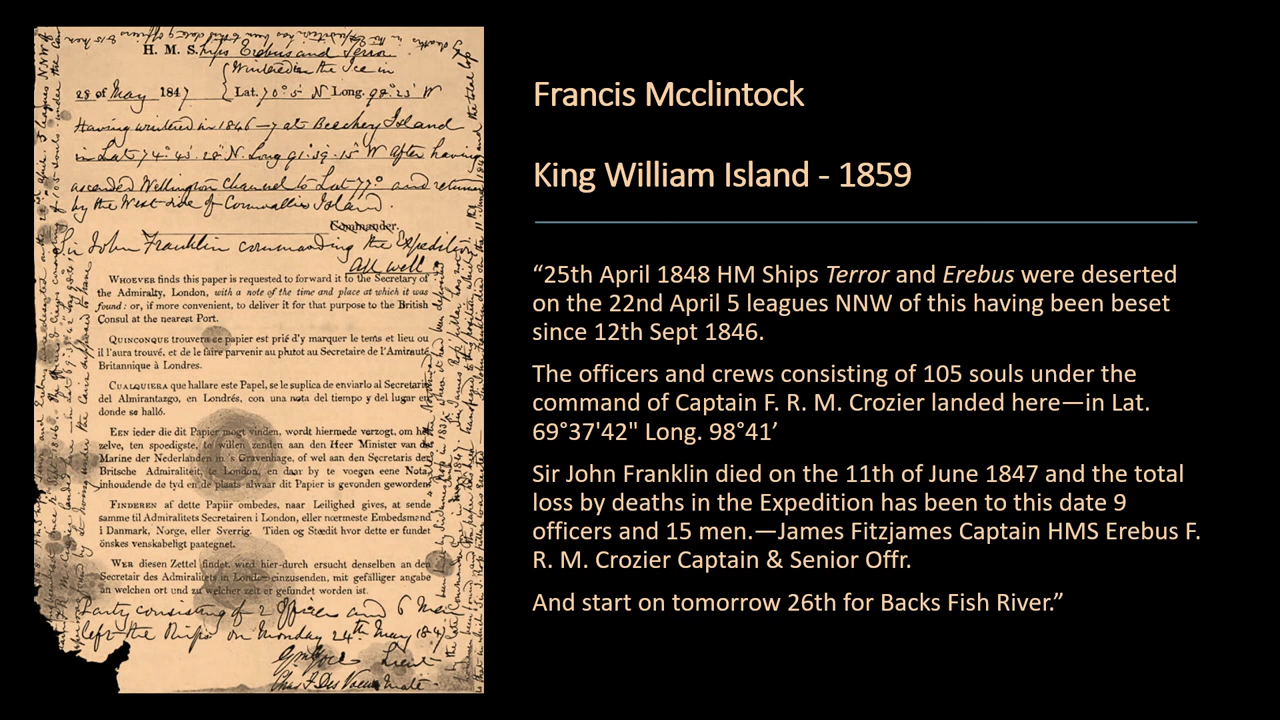 H. M. S.hips Erebus and Terror
Wintered in the Ice in
28 of May 1847 Lat. 70° 5' N Long. 98° 23' W
Having wintered in 1846-7 at Beechey Island
in Lat 74° 43' 28" N. Long 91° 39' 15" W after having
ascended Wellington Channel to Lat 77° and returned
by the West side of Cornwallis Island.
Commander.
Sir John Franklin commanding the Expedition
All well
WHOEVER finds this paper is requested to forward it to the Secretary of
the Admiralty, London, with a note of the time and place at which it was
found: or, if more convenient, to deliver it for that purpose to the British
Consul at the nearest Port.
QUINCONQUE trouvera ce papier est prié d'y marquer le tems et lieu ou
il l'aura trouvé, et de le faire parvenir au plutot au Secretaire de l'Amirauté
Britannique à Londres.
CUALQUIERA que hallare este Papel, se le suplica de enviarlo al Secretario
del Almirantazgo, en Londrés, con una nota del tiempo y del lugar en
donde se halló.
EEN ieder die dit Papier mogt vinden, wordt hiermede verzogt, om het
zelve, ten spoedigste, te willen zenden aan den Heer Minister van de
Marine der Nederlanden in 's Gravenhage, of wel aan den Secretaris der
Britsche Admiraliteit, te London, en daar by te voegen eene Nota,
inhoudende de tyd en de plaats alwaar dit Papier is gevonden geworden
FINDEREN af dette Papiir ombedes, naar Leilighed gives, at sende
samme til Admiralitets Secretairen i London, eller nœrmeste Embedsmand
i Danmark, Norge, eller Sverrig. Tiden og Stœdit hvor dette er fundet
önskes venskabeligt paategnet.
WER diesen Zettel findet, wird hier-durch ersucht denselben an den
Secretair des Admiralitets in London einzusenden, mit gefälliger angabe
an welchen ort und zu welcher zeit er gefundet worden ist.
Party consisting of 2 Officers and 6 Men
left the Ships on Monday 24th May 1847
Gm Gore Lieut
Chas F Des Voeux Mate
Francis Mcclintock
King William Island - 1859
“25th April 1848 HM Ships Terror and Erebus were deserted
on the 22nd April 5 leagues NNW of this having been beset
since 12th Sept 1846.
The officers and crews consisting of 105 souls under the
command of Captain F. R. M. Crozier landed here—in Lat.
69°37'42" Long. 98°41’
Sir John Franklin died on the 11th of June 1847 and the total
loss by deaths in the Expedition has been to this date 9
officers and 15 men.—James Fitzjames Captain HMS Erebus F.
R. M. Crozier Captain & Senior Offr.
And start on tomorrow 26th for Backs Fish River.”